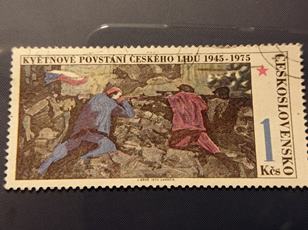 KVĚTNOVÉ POVSTÁNÍ ČESKÉHO LIDU 1945-1975
ČESKOSLOVENSKO
1
Kčs